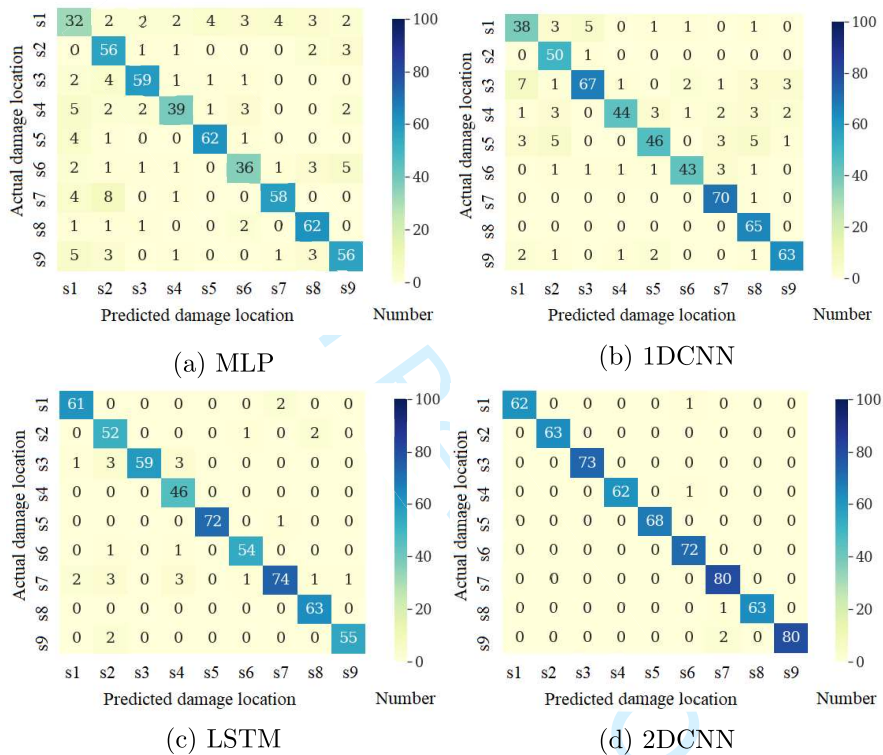 s1 32 2 2 2 4 3 4 3 2
s2 0 56 1 1 0 0 0 2 3
s3 2 4 59 1 1 1 0 0 0
s4 5 2 2 39 1 3 0 0 2
s5 4 1 0 0 62 1 0 0 0
s6 2 1 1 1 0 36 1 3 5
s7 4 8 0 1 0 0 58 0 0
s8 1 1 1 0 0 2 0 62 0
s9 5 3 0 1 0 0 1 3 56
s1 s2 s3 s4 s5 s6 s7 s8 s9
Actual damage location
Predicted damage location
100
80
60
40
20
0
Number
(a) MLP
s1 38 3 5 0 1 1 0 1 0
s2 0 50 1 0 0 0 0 0 0
s3 7 1 67 1 0 2 1 3 3
s4 1 3 0 44 3 1 2 3 2
s5 3 5 0 0 46 0 3 5 1
s6 0 1 1 1 1 43 3 1 0
s7 0 0 0 0 0 0 70 1 0
s8 0 0 0 0 0 0 0 65 0
s9 2 1 0 1 2 0 0 1 63
s1 s2 s3 s4 s5 s6 s7 s8 s9
Actual damage location
Predicted damage location
100
80
60
40
20
0
Number
(b) 1DCNN
s1 61 0 0 0 0 0 2 0 0
s2 0 52 0 0 0 1 0 2 0
s3 1 3 59 3 0 0 0 0 0
s4 0 0 0 46 0 0 0 0 0
s5 0 0 0 0 72 0 1 0 0
s6 0 1 0 1 0 54 0 0 0
s7 2 3 0 3 0 1 74 1 1
s8 0 0 0 0 0 0 0 63 0
s9 0 2 0 0 0 0 0 0 55
s1 s2 s3 s4 s5 s6 s7 s8 s9
Actual damage location
Predicted damage location
100
80
60
40
20
0
Number
(c) LSTM
s1 62 0 0 0 0 1 0 0 0
s2 0 63 0 0 0 0 0 0 0
s3 0 0 73 0 0 0 0 0 0
s4 0 0 0 62 0 1 0 0 0
s5 0 0 0 0 68 0 0 0 0
s6 0 0 0 0 0 72 0 0 0
s7 0 0 0 0 0 0 80 0 0
s8 0 0 0 0 0 0 1 63 0
s9 0 0 0 0 0 0 2 0 80
s1 s2 s3 s4 s5 s6 s7 s8 s9
Actual damage location
Predicted damage location
100
80
60
40
20
0
Number
(d) 2DCNN